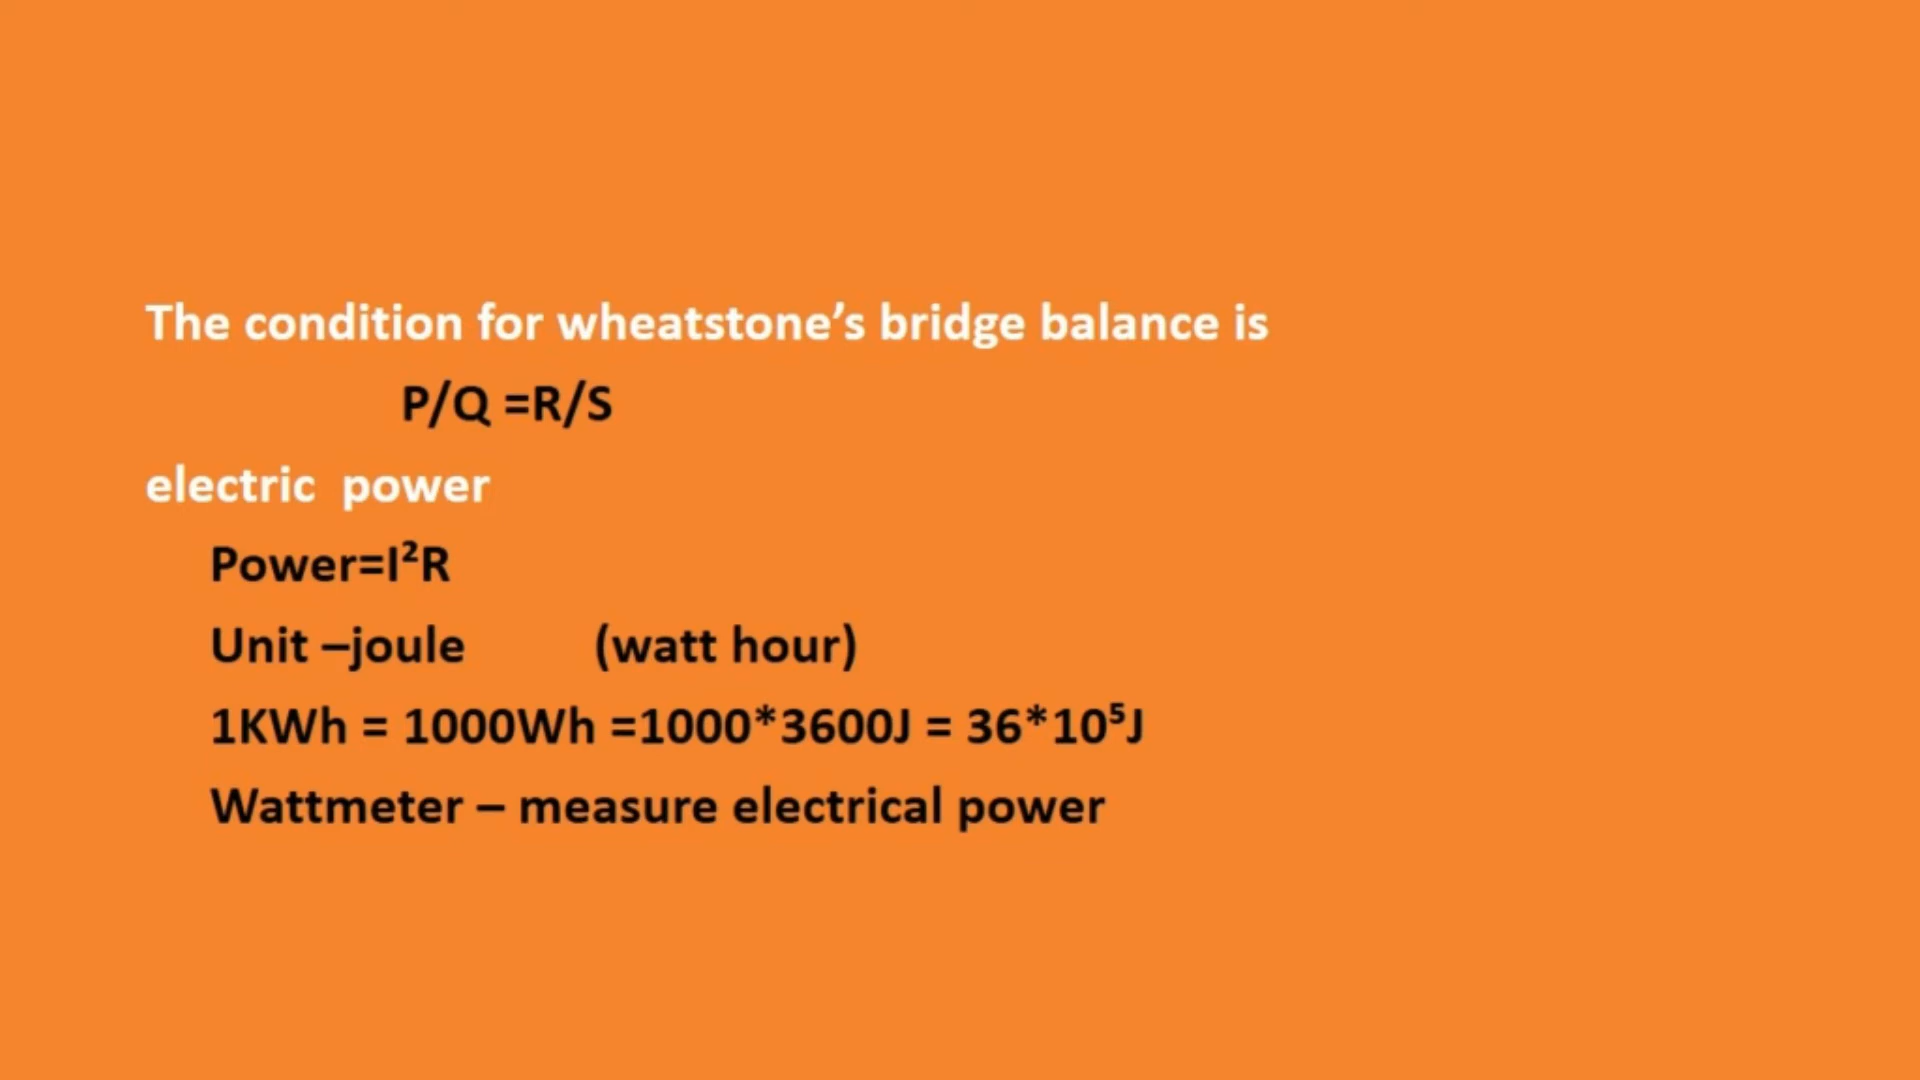 The condition for wheatstone’s bridge balance is
P/Q =R/S
electric power
Power=I²R
Unit –joule (watt hour)
1KWh = 1000Wh =1000*3600J = 36*10⁵J
Wattmeter – measure electrical power